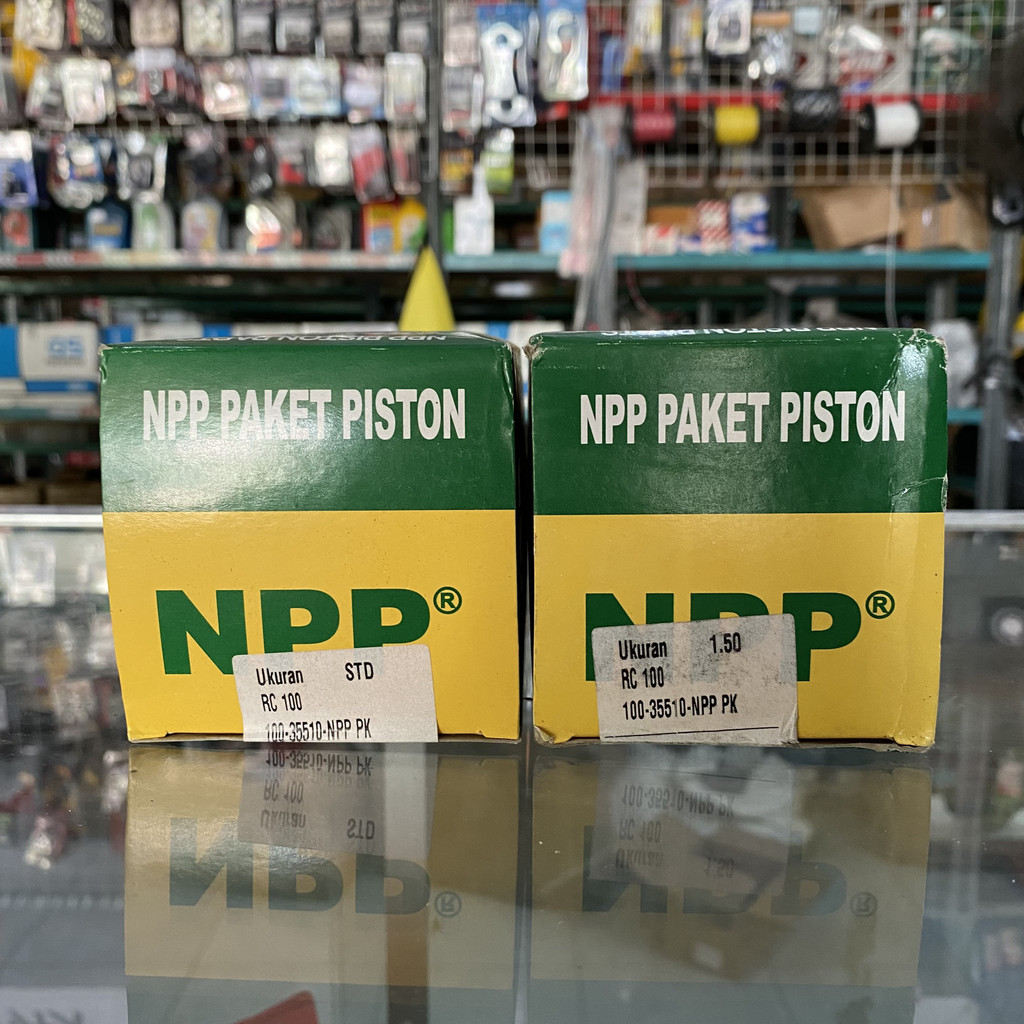 NPP PAKET PISTON
NPP®
Ukuran STD
RC 100
100-35510-NPP PK
NPP PAKET PISTON
NPP®
Ukuran 1.50
RC 100
100-35510-NPP PK